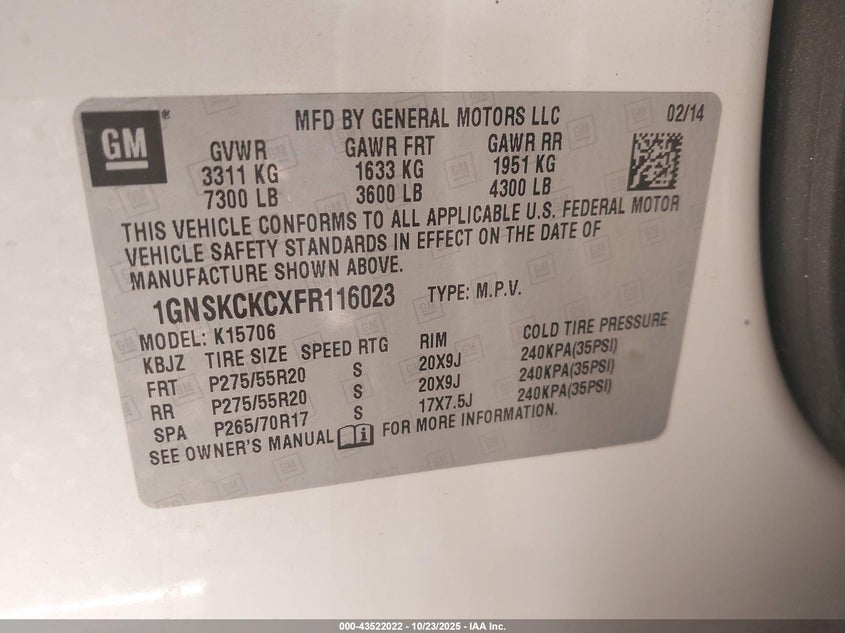 GM ® MFD BY GENERAL MOTORS LLC 02/14
GVWR GAWR FRT GAWR RR
3311 KG 1633 KG 1951 KG
7300 LB 3600 LB 4300 LB
THIS VEHICLE CONFORMS TO ALL APPLICABLE U.S. FEDERAL MOTOR
VEHICLE SAFETY STANDARDS IN EFFECT ON THE DATE OF
MANUFACTURE SHOWN ABOVE.
1GNSKCKCXFR116023 TYPE: M.P.V.
MODEL: K15706
KBJZ TIRE SIZE SPEED RTG RIM COLD TIRE PRESSURE
FRT P275/55R20 S 20X9J 240KPA(35PSI)
RR P275/55R20 S 20X9J 240KPA(35PSI)
SPA P265/70R17 S 17X7.5J 240KPA(35PSI)
SEE OWNER'S MANUAL FOR MORE INFORMATION.
000-43522022 - 10/23/2025 - IAA Inc.